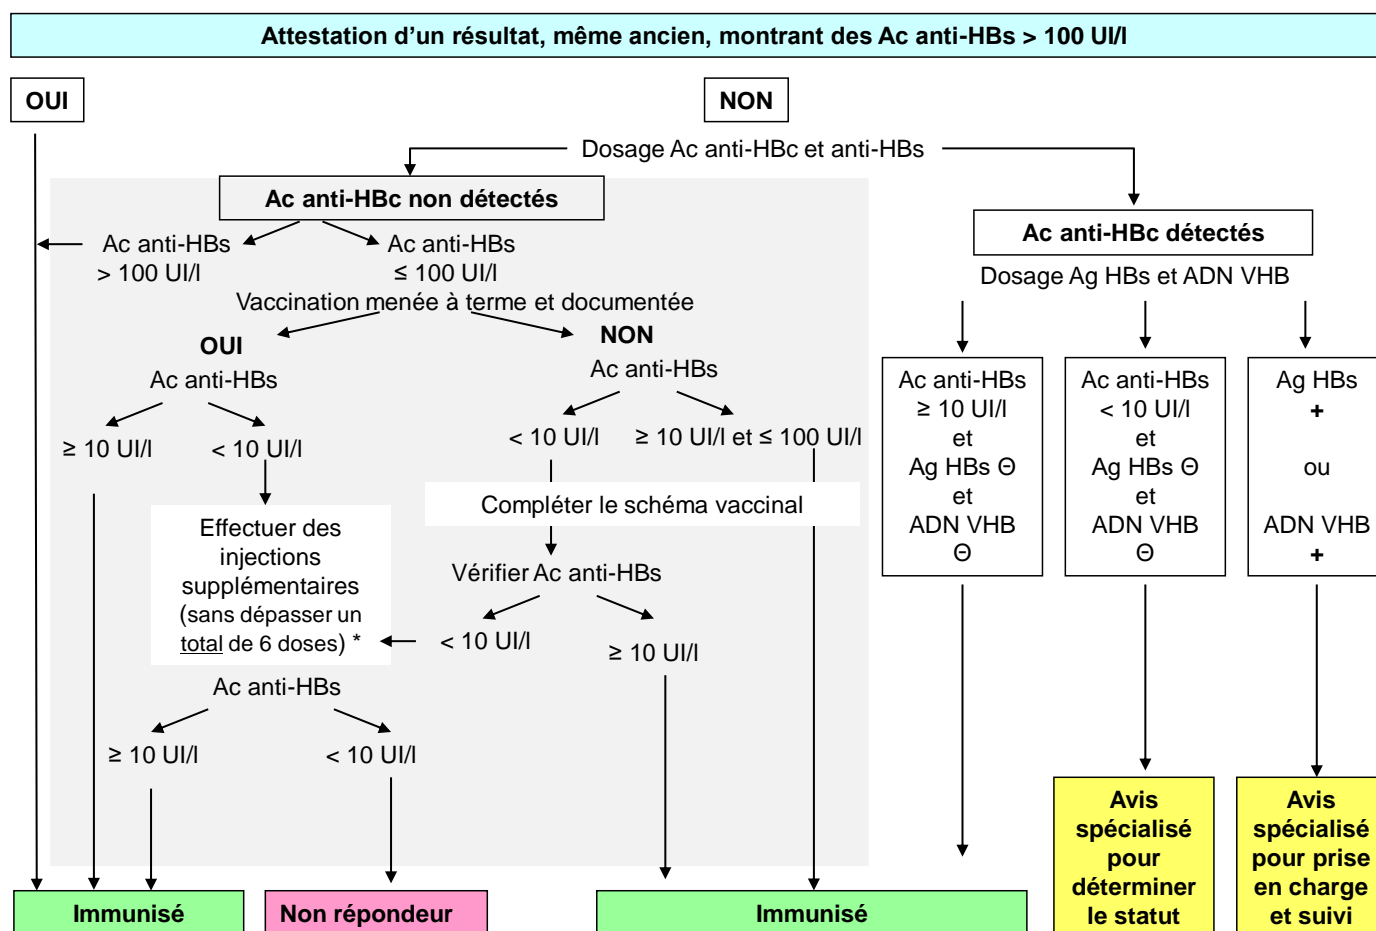 Attestation d'un résultat, même ancien, montrant des Ac anti-HBs > 100 UI/l
OUI
NON
Dosage Ac anti-HBc et anti-HBs
Ac anti-HBc non détectés
Ac anti-HBs
> 100 UI/l
Ac anti-HBs
≤ 100 UI/l
Vaccination menée à terme et documentée
OUI
Ac anti-HBs
≥ 10 UI/l
< 10 UI/l
NON
Ac anti-HBs
< 10 UI/l
≥ 10 UI/l et ≤ 100 UI/l
Effectuer des
injections
supplémentaires
(sans dépasser un
total de 6 doses) *
Compléter le schéma vaccinal
Vérifier Ac anti-HBs
< 10 UI/l
≥ 10 UI/l
Ac anti-HBs
≥ 10 UI/l
< 10 UI/l
Ac anti-HBc détectés
Dosage Ag HBs et ADN VHB
Ac anti-HBs
≥ 10 UI/l
et
Ag HBs Θ
et
ADN VHB
Θ
Ac anti-HBs
< 10 UI/l
et
Ag HBs Θ
et
ADN VHB
Θ
Ag HBs
+
ou
ADN VHB
+
Immunisé
Non répondeur
Immunisé
Avis
spécialisé
pour
déterminer
le statut
Avis
spécialisé
pour prise
en charge
et suivi